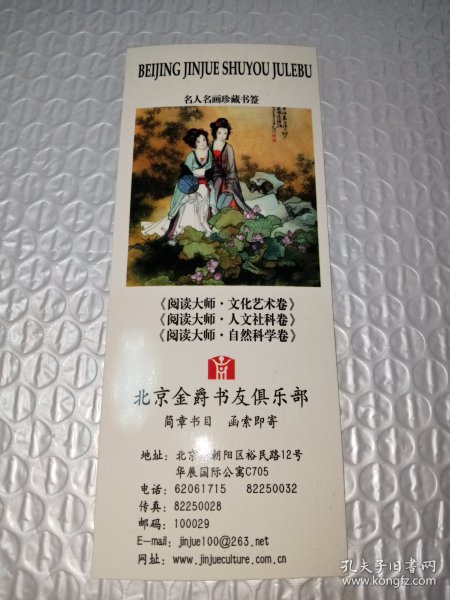 BEIJING JINJUE SHUYOU JULEBU
名人名画珍藏书签
《阅读大师·文化艺术卷》
《阅读大师·人文社科卷》
《阅读大师·自然科学卷》
北京金爵书友俱乐部
简章书目 函索即寄
地址：北京 朝阳区裕民路12号
华展国际公寓C705
电话：62061715 82250032
传真：82250028
邮码：100029
E-mail：jinjue100@263.net
网址：www.jinjueculture.com.cn
孔夫子旧书网
www.kongfz.com